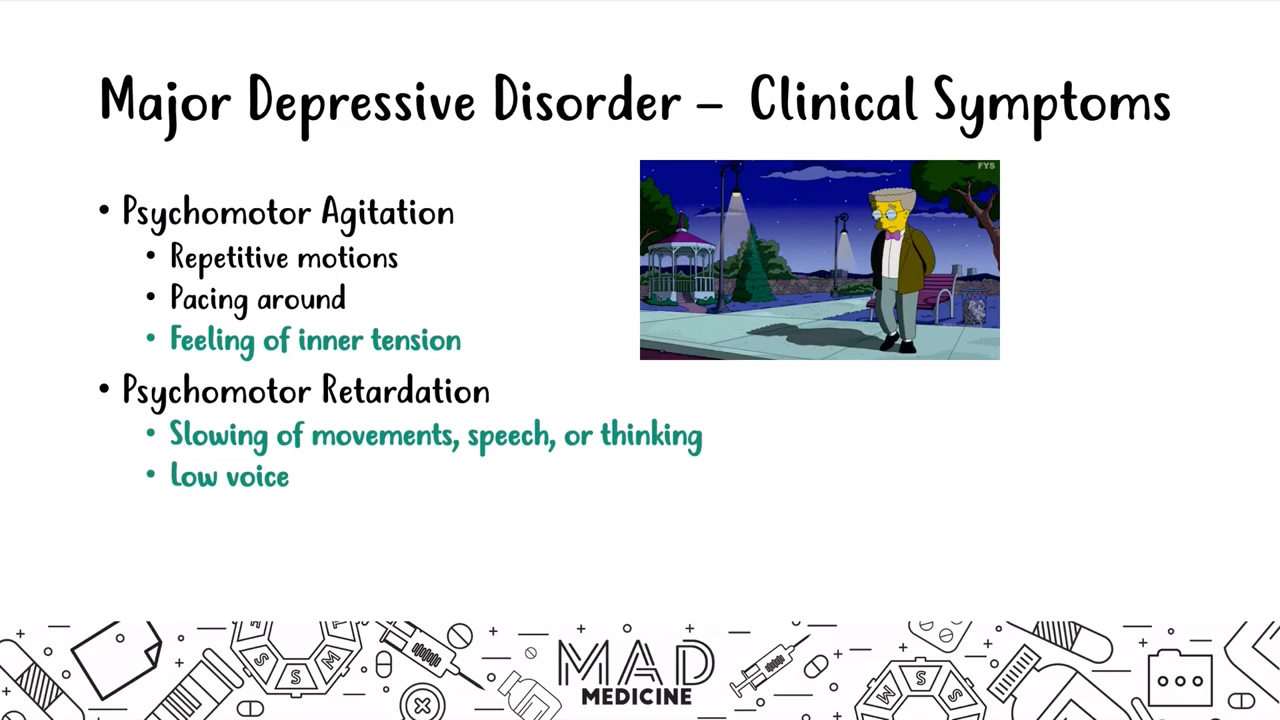 Major Depressive Disorder – Clinical Symptoms
FYS
• Psychomotor Agitation
• Repetitive motions
• Pacing around
• Feeling of inner tension
• Psychomotor Retardation
• Slowing of movements, speech, or thinking
• Low voice
S
S
M
MAD
MEDICINE
M
S
S